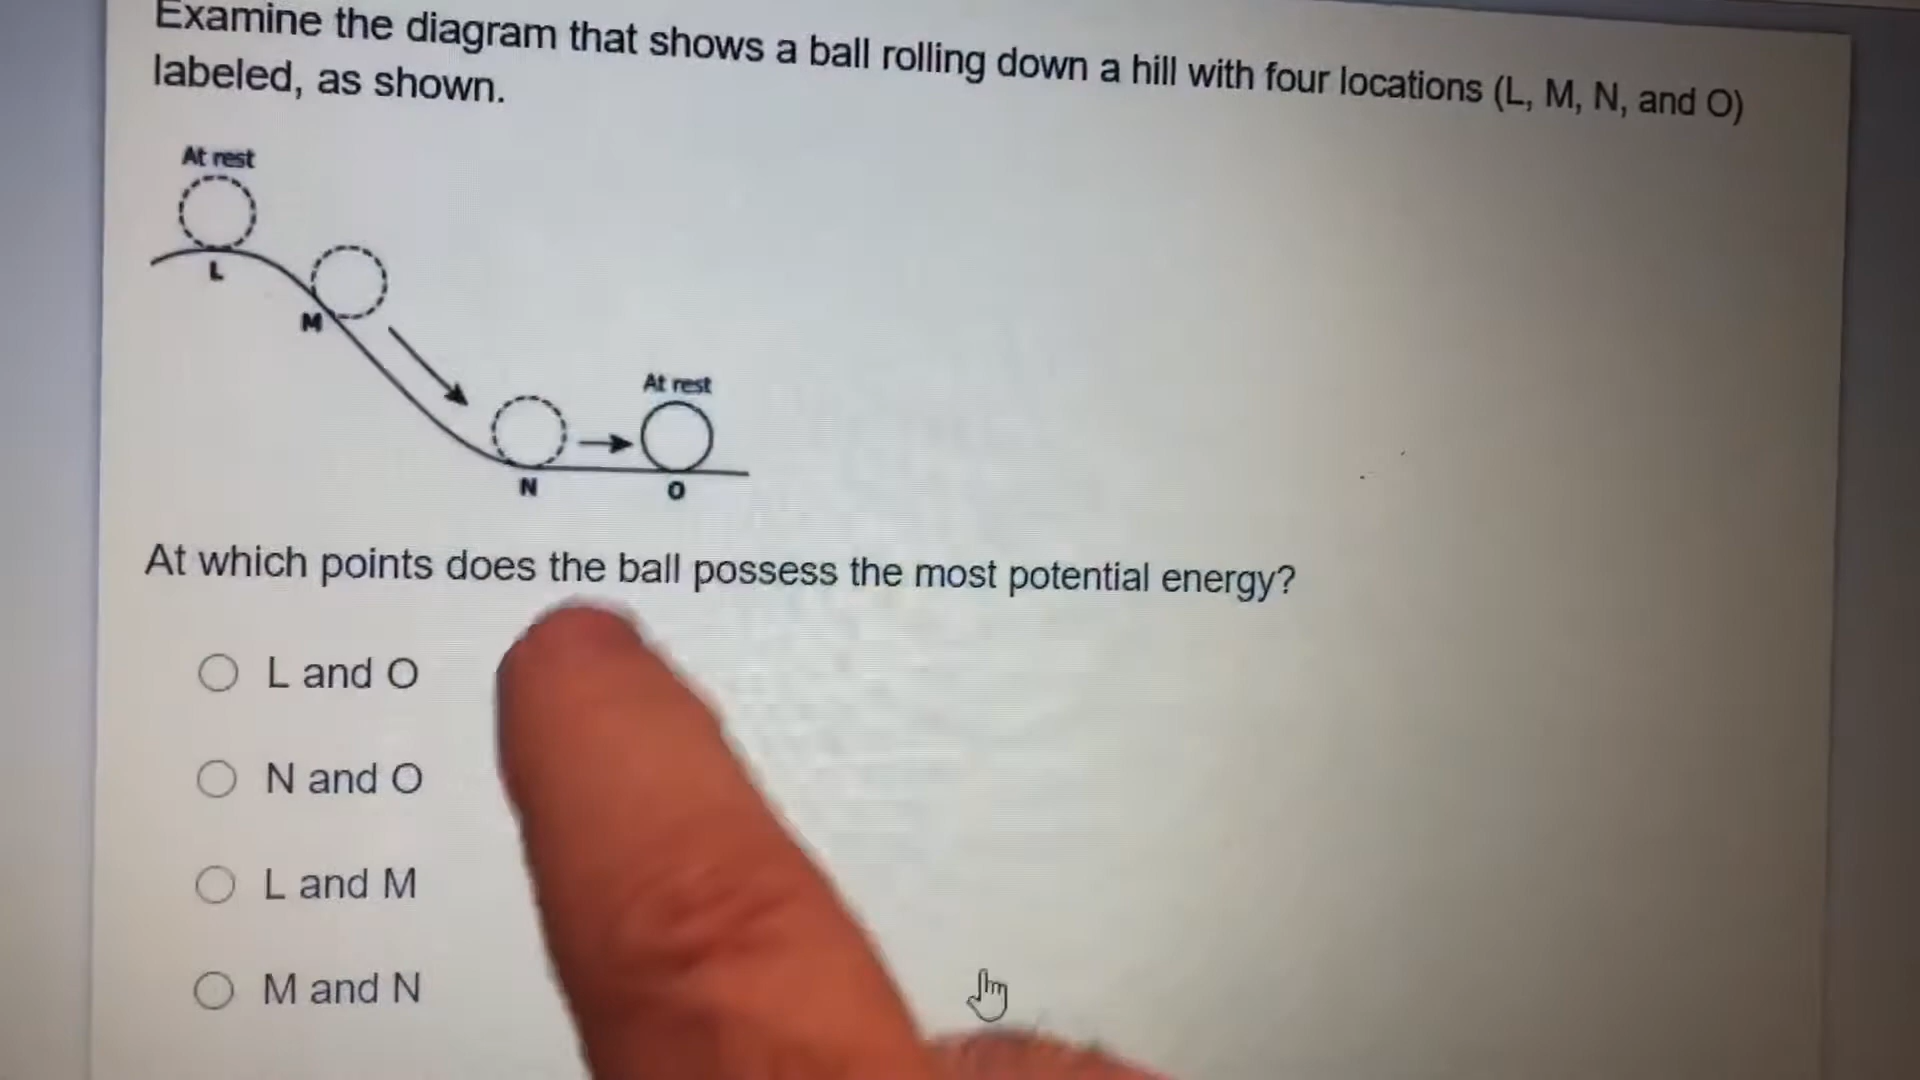 Examine the diagram that shows a ball rolling down a hill with four locations (L, M, N, and O)
labeled, as shown.
At rest
L
M
At rest
N
O
At which points does the ball possess the most potential energy?
L and O
N and O
L and M
M and N